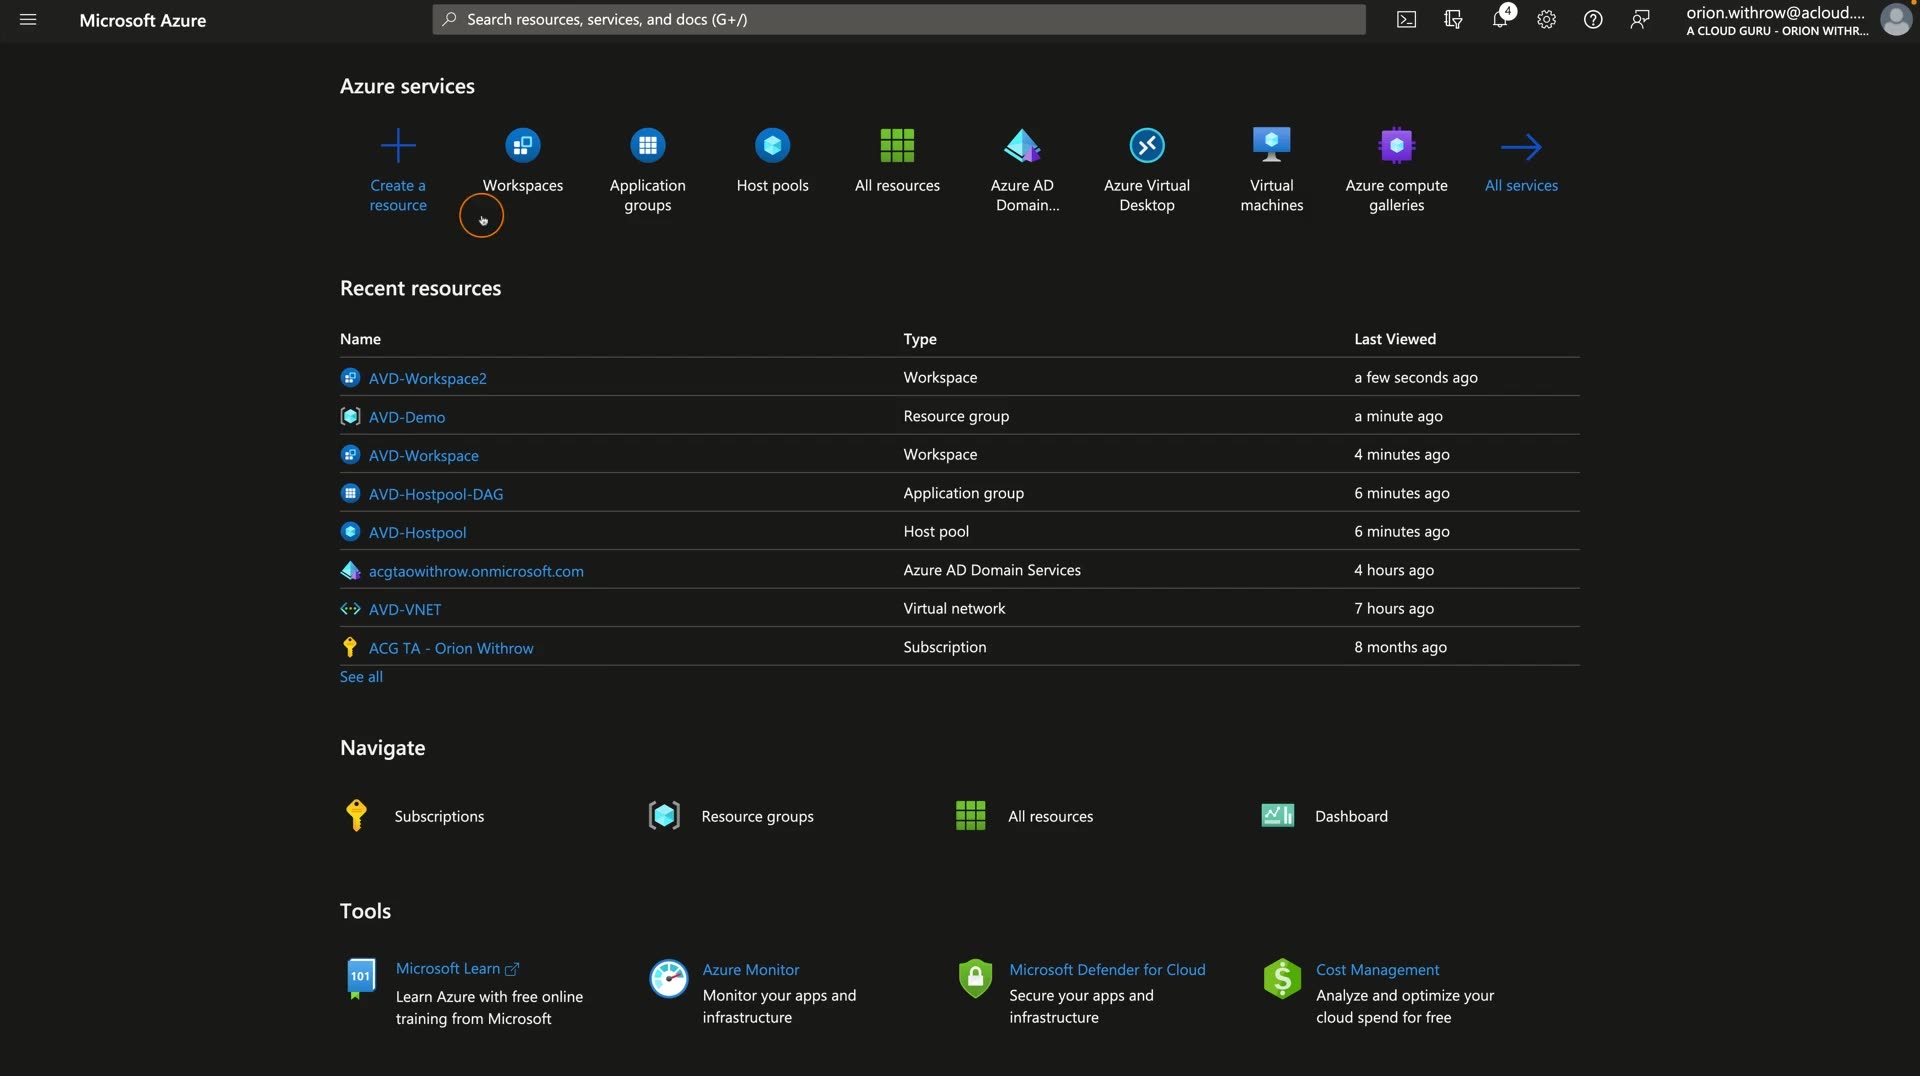 Microsoft Azure
Search resources, services, and docs (G+/)
4
orion.withrow@acloud....
A CLOUD GURU - ORION WITHR...
Azure services
Create a resource
Workspaces
Application groups
Host pools
All resources
Azure AD Domain...
Azure Virtual Desktop
Virtual machines
Azure compute galleries
All services
Recent resources
Name Type Last Viewed
AVD-Workspace2 Workspace a few seconds ago
AVD-Demo Resource group a minute ago
AVD-Workspace Workspace 4 minutes ago
AVD-Hostpool-DAG Application group 6 minutes ago
AVD-Hostpool Host pool 6 minutes ago
acgtaowithrow.onmicrosoft.com Azure AD Domain Services 4 hours ago
AVD-VNET Virtual network 7 hours ago
ACG TA - Orion Withrow Subscription 8 months ago
See all
Navigate
Subscriptions
Resource groups
All resources
Dashboard
Tools
101
Microsoft Learn
Learn Azure with free online
training from Microsoft
Azure Monitor
Monitor your apps and
infrastructure
Microsoft Defender for Cloud
Secure your apps and
infrastructure
$
Cost Management
Analyze and optimize your
cloud spend for free